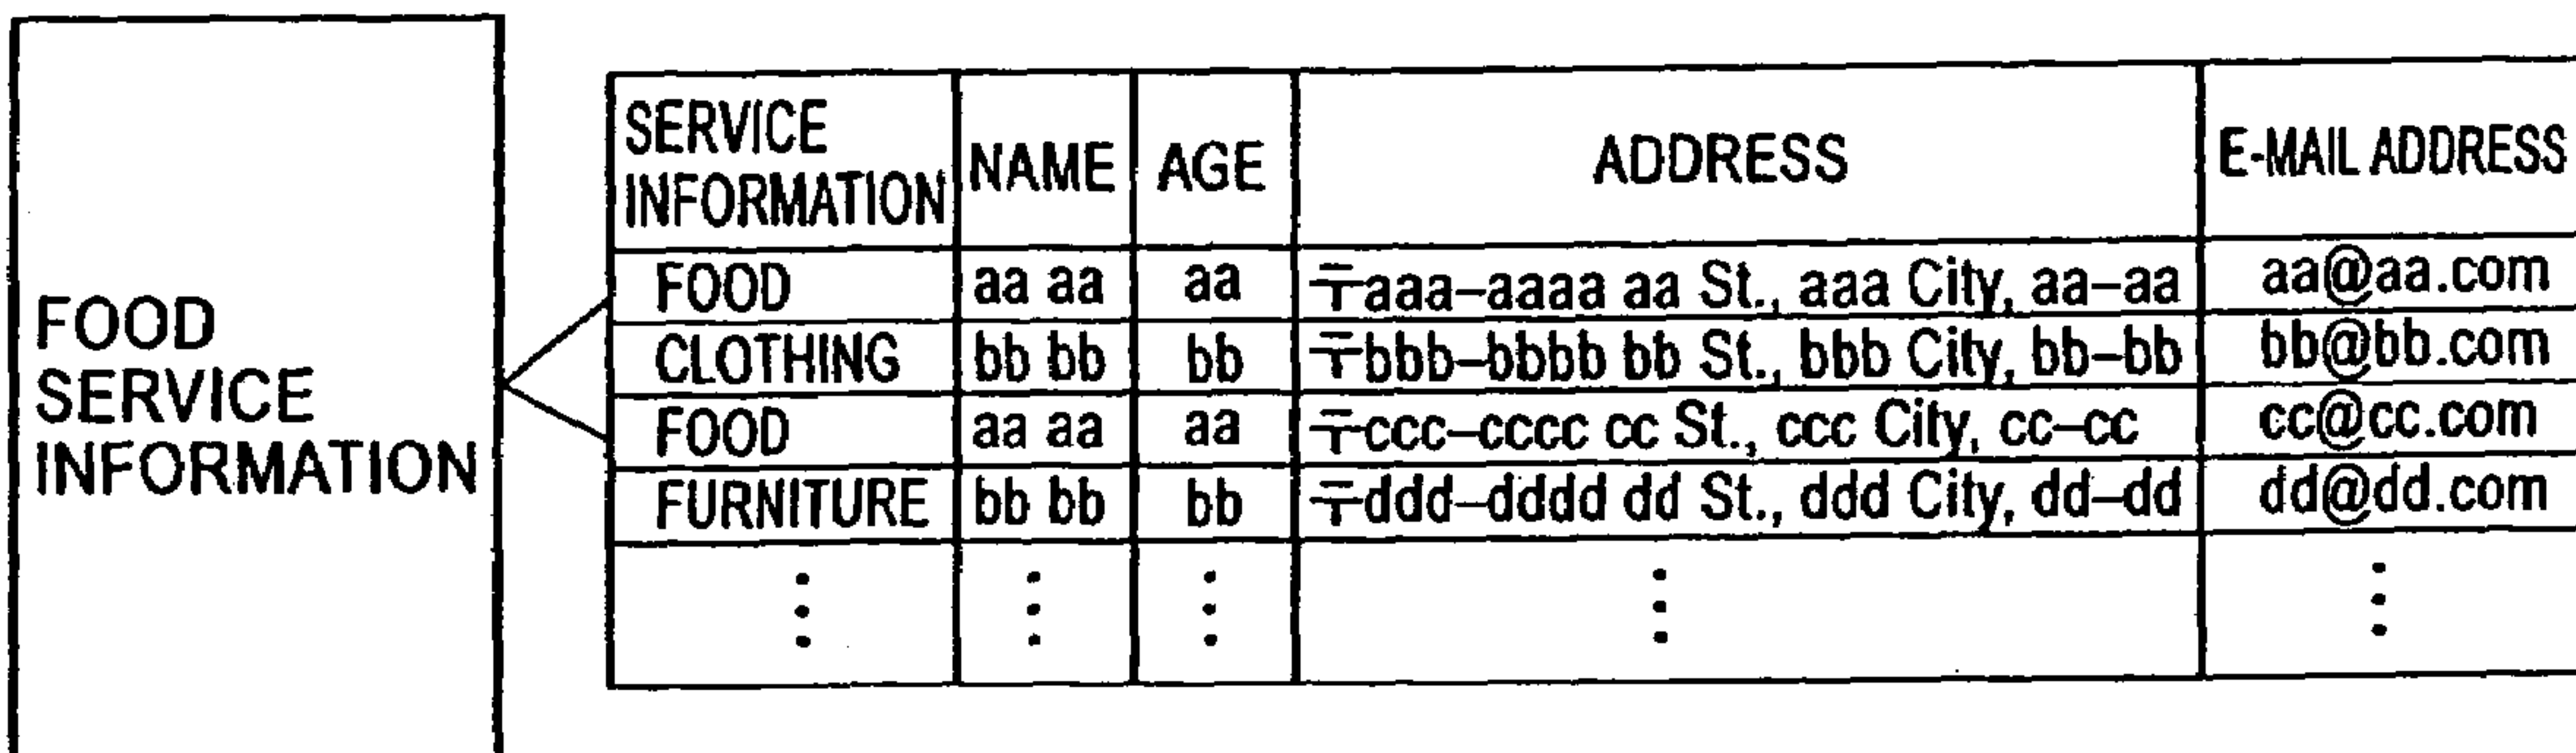 FOOD
SERVICE
INFORMATION
SERVICE
INFORMATION NAME AGE ADDRESS E-MAIL ADDRESS
FOOD aa aa aa 〒aaa–aaaa aa St., aaa City, aa–aa aa@aa.com
CLOTHING bb bb bb 〒bbb–bbbb bb St., bbb City, bb–bb bb@bb.com
FOOD aa aa aa 〒ccc–cccc cc St., ccc City, cc–cc cc@cc.com
FURNITURE bb bb bb 〒ddd–dddd dd St., ddd City, dd–dd dd@dd.com